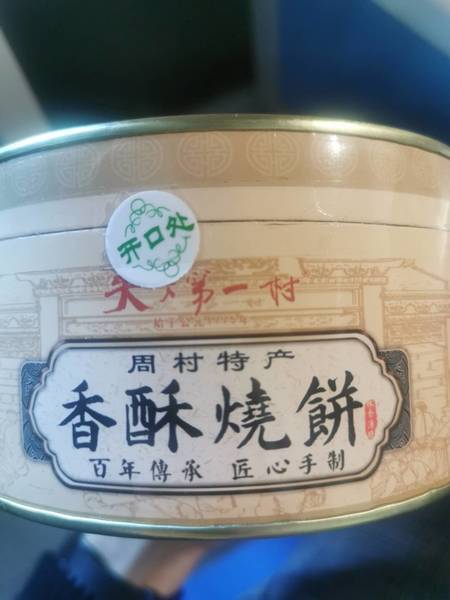 开口处
天下第一村
周村特产
香酥燒餅
百年傳承 匠心手制